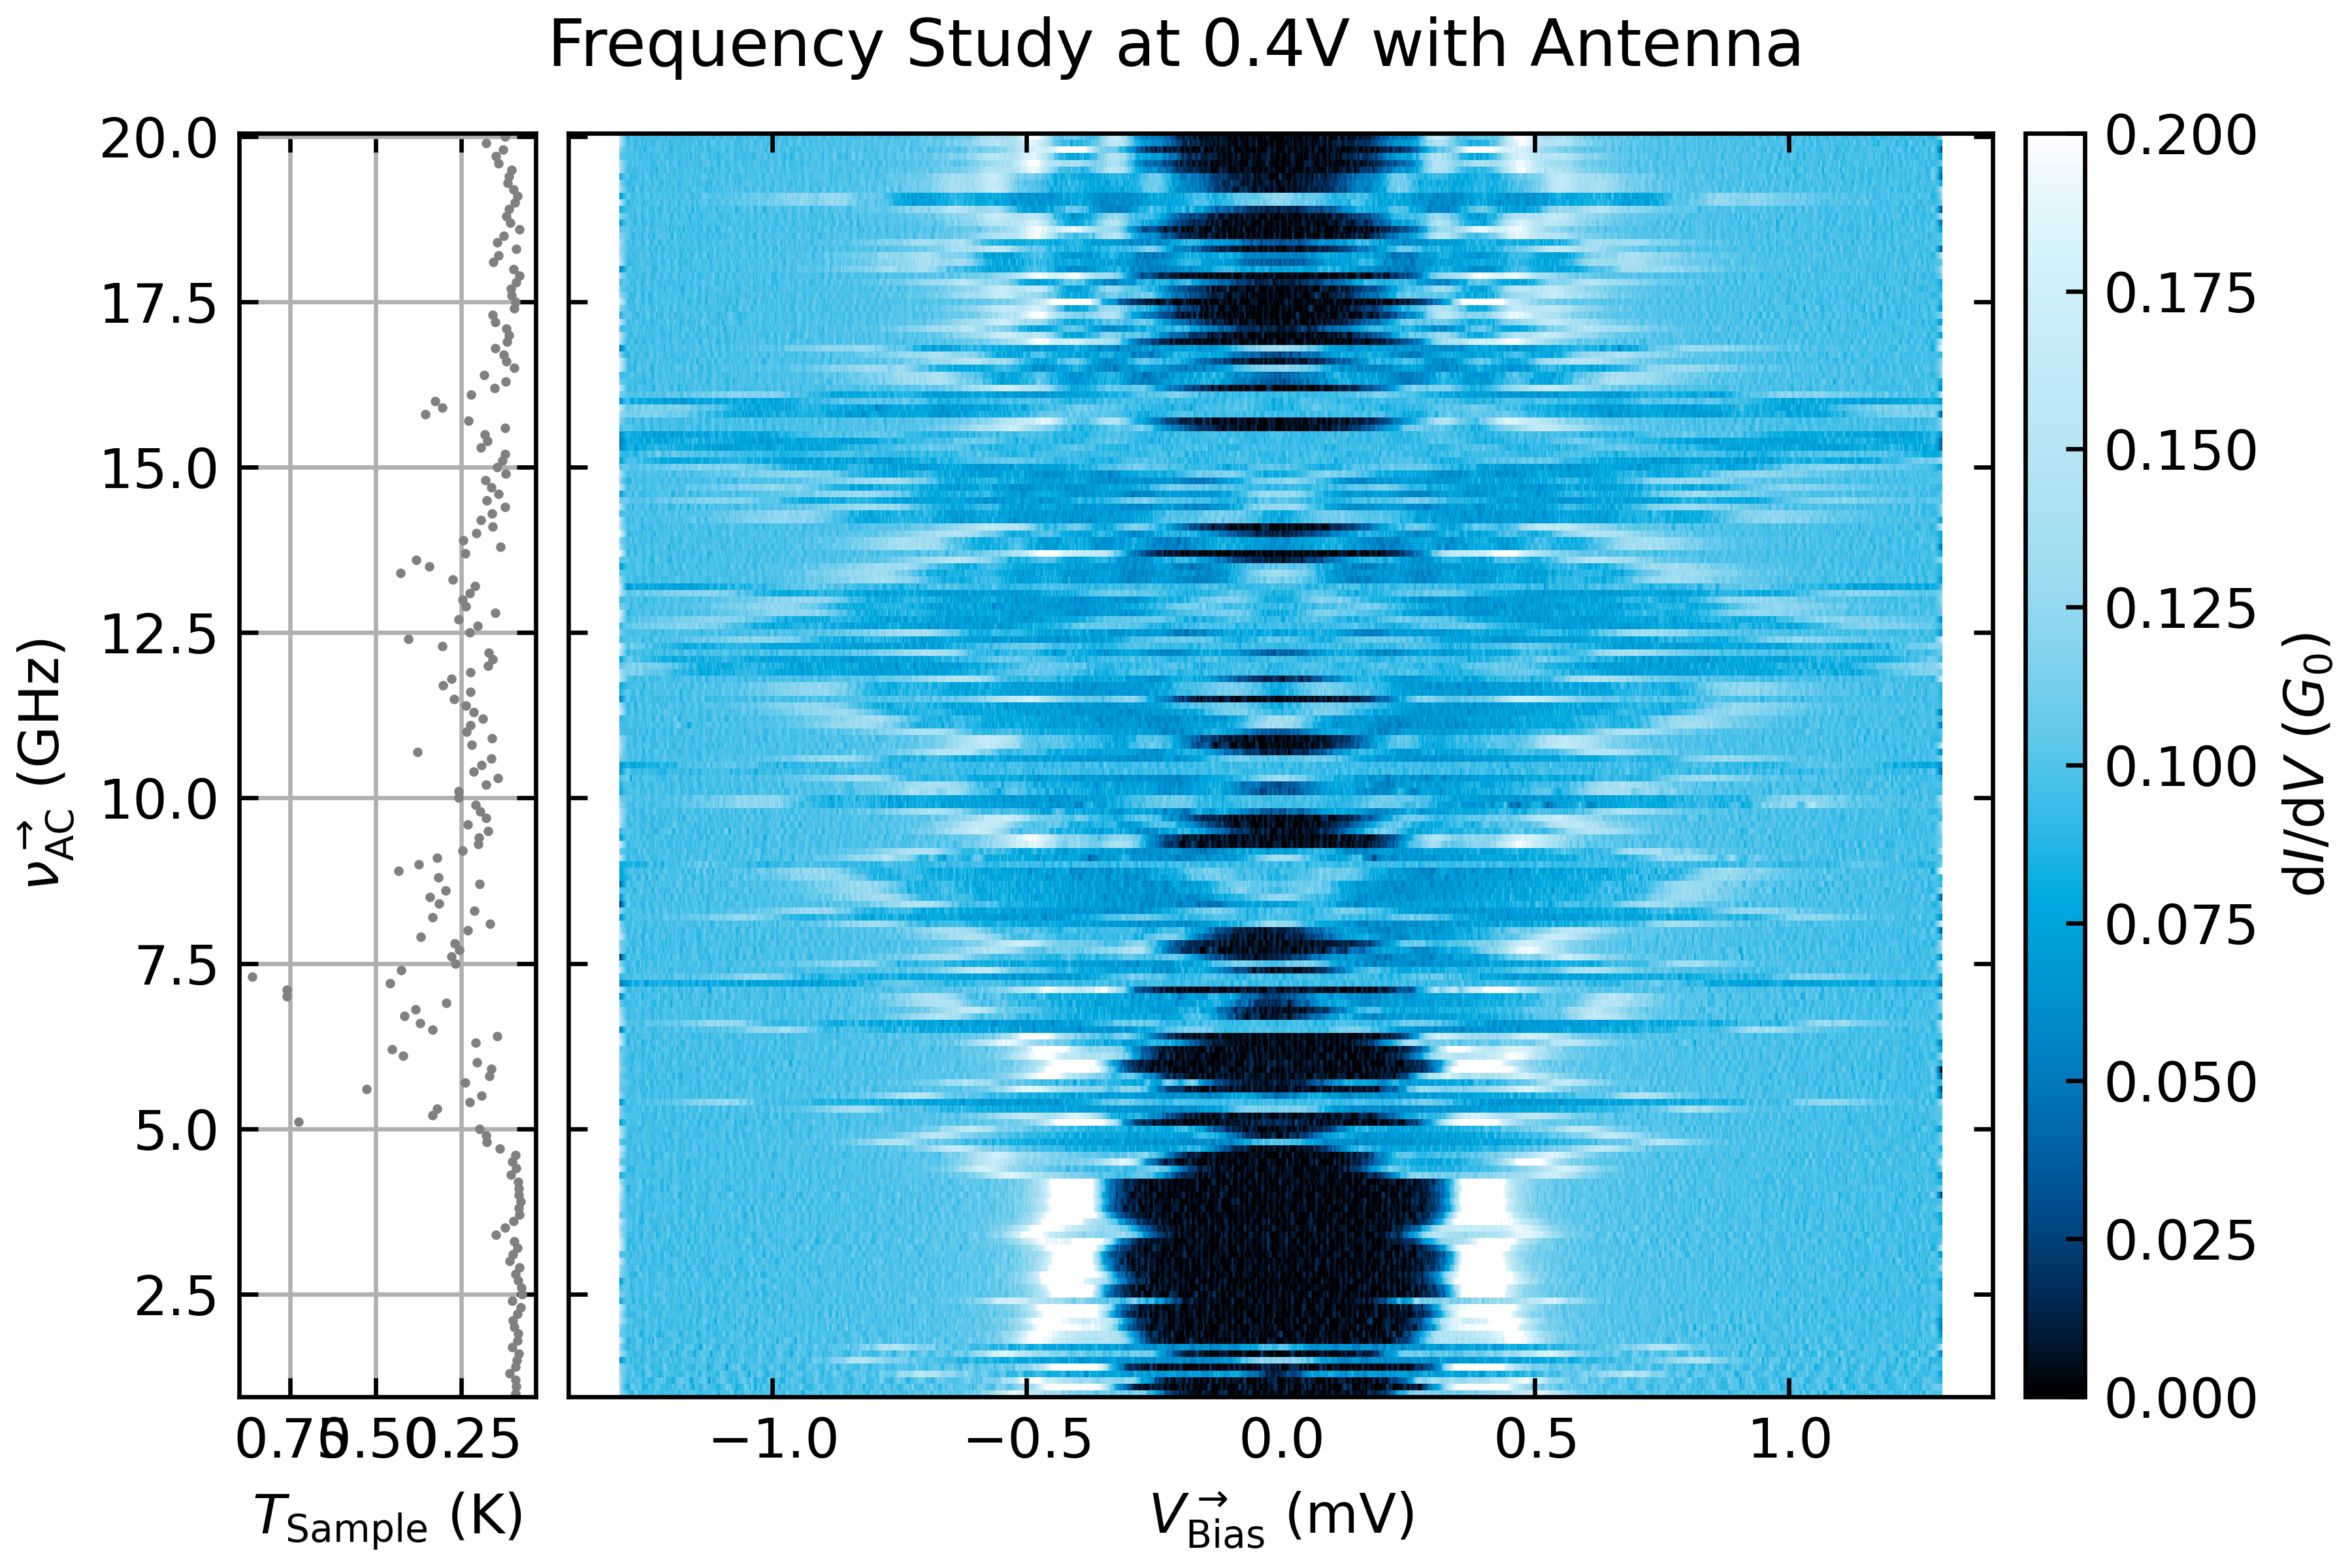 Frequency Study at 0.4V with Antenna
20.0
17.5
15.0
12.5
10.0
7.5
5.0
2.5
ν→AC (GHz)
0.75 0.50 0.25
TSample (K)
−1.0 −0.5 0.0 0.5 1.0
V→Bias (mV)
0.200
0.175
0.150
0.125
0.100
0.075
0.050
0.025
0.000
dI/dV (G0)